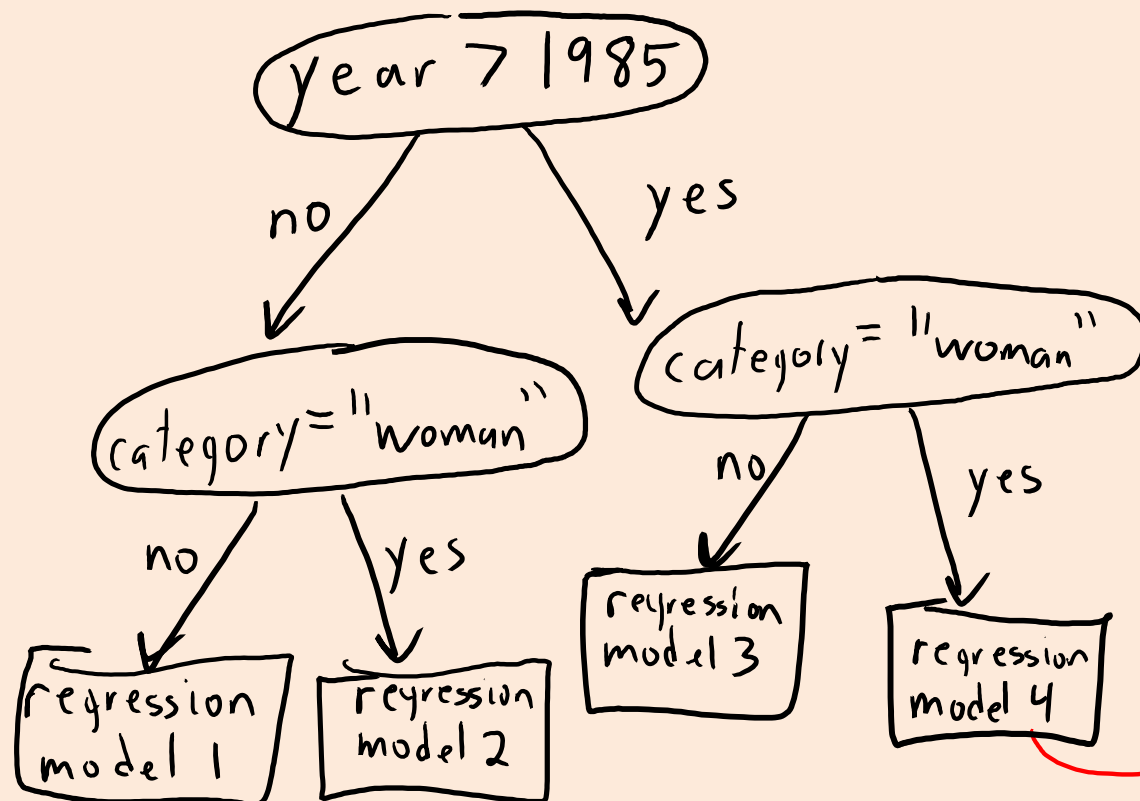 year > 1985
no
yes
category = "woman"
category = "woman"
no
yes
no
yes
regression
model 1
regression
model 2
regression
model 3
regression
model 4